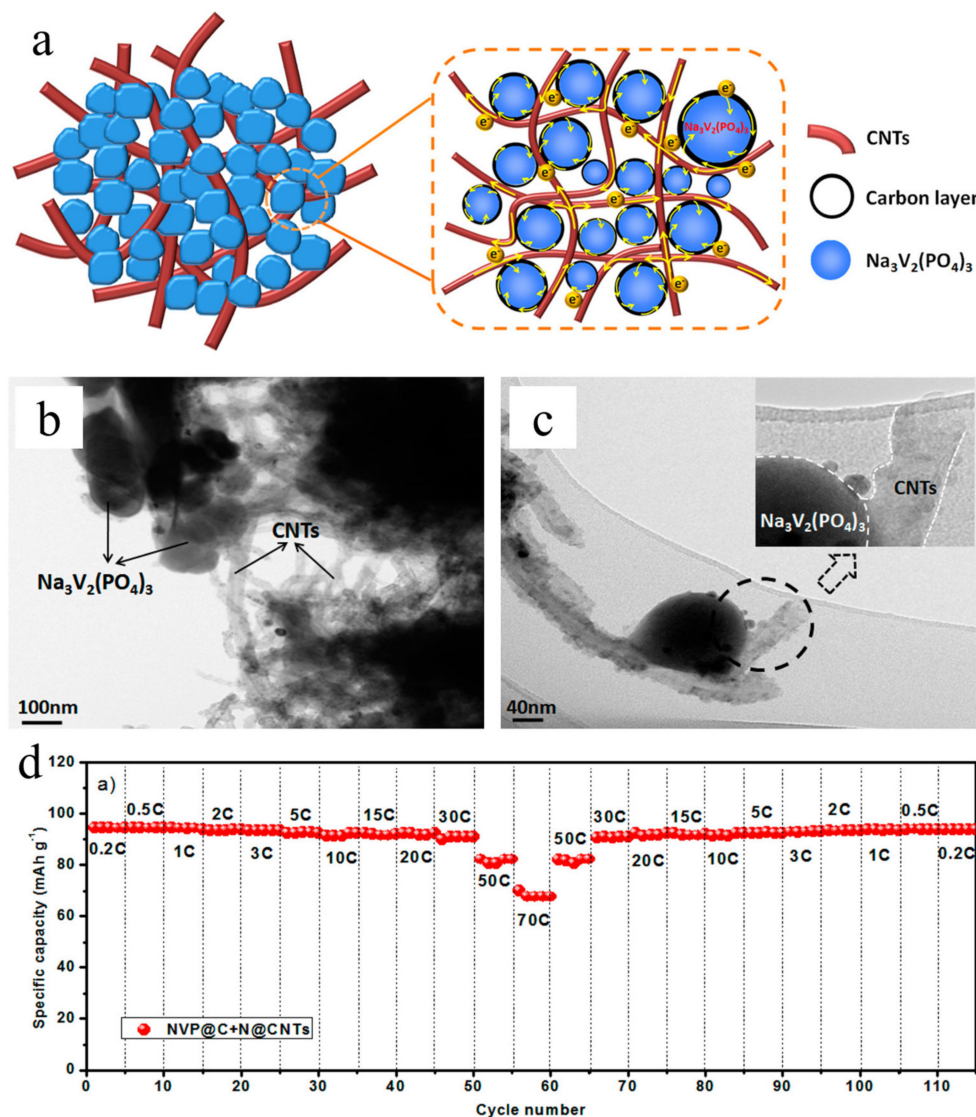 a
Na₃V₂(PO₄)₃
e⁻
e⁻
e⁻
e⁻
e⁻
e⁻
e⁻
e⁻
e⁻
e⁻
e⁻
CNTs
Carbon layer
Na₃V₂(PO₄)₃
b
CNTs
Na₃V₂(PO₄)₃
100nm
c
CNTs
Na₃V₂(PO₄)₃
40nm
d
a)
120
100
80
60
40
20
0
Specific capacity (mAh g⁻¹)
0.2C
0.5C
1C
2C
3C
5C
10C
15C
20C
30C
50C
70C
50C
30C
20C
15C
10C
5C
3C
2C
1C
0.5C
0.2C
NVP@C+N@CNTs
0 10 20 30 40 50 60 70 80 90 100 110
Cycle number